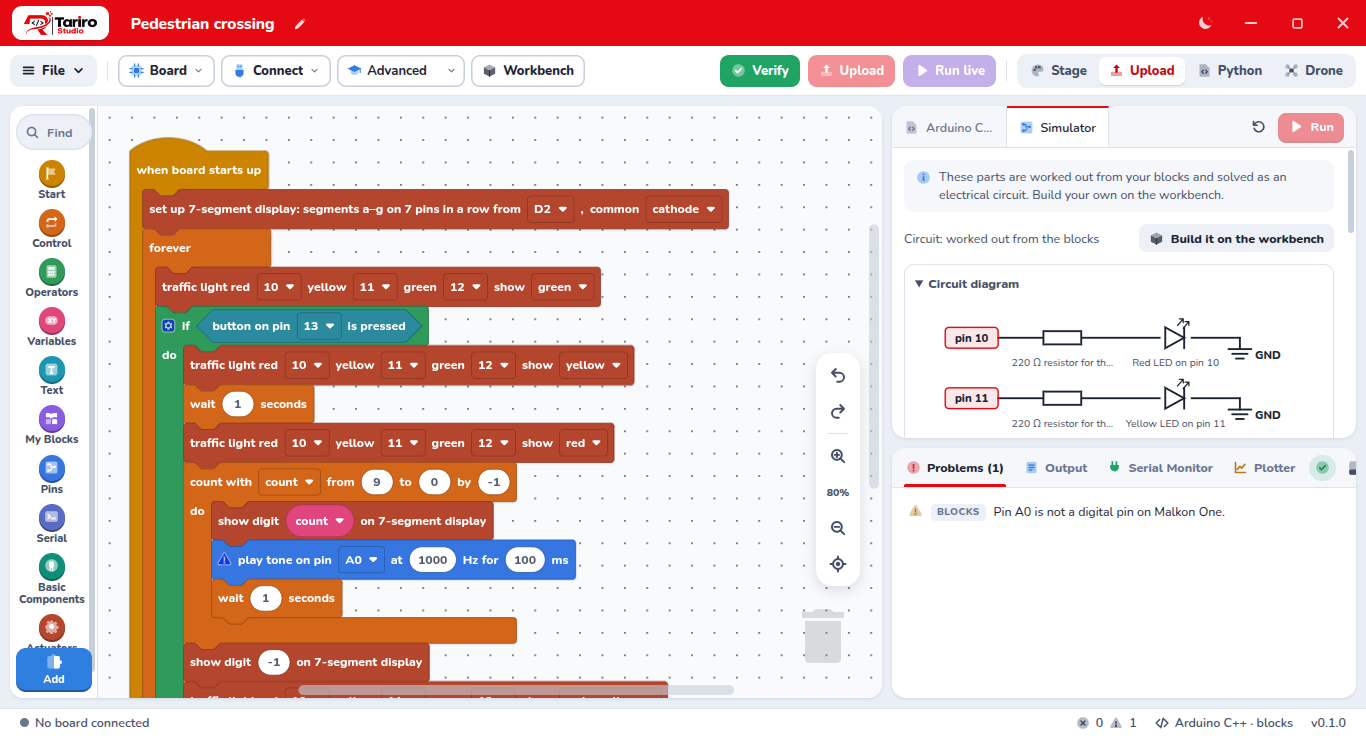 Tariro
Studio
Pedestrian crossing
File
Board
Connect
Advanced
Workbench
Verify
Upload
Run live
Stage
Upload
Python
Drone
Find
Start
Control
Operators
Variables
Text
My Blocks
Pins
Serial
Basic
Components
Add
when board starts up
set up 7-segment display: segments a–g on 7 pins in a row from D2 , common cathode
forever
traffic light red 10 yellow 11 green 12 show green
if button on pin 13 is pressed
do
traffic light red 10 yellow 11 green 12 show yellow
wait 1 seconds
traffic light red 10 yellow 11 green 12 show red
count with count from 9 to 0 by -1
do
show digit count on 7-segment display
play tone on pin A0 at 1000 Hz for 100 ms
wait 1 seconds
show digit -1 on 7-segment display
80%
Arduino C...
Simulator
Run
These parts are worked out from your blocks and solved as an
electrical circuit. Build your own on the workbench.
Circuit: worked out from the blocks
Build it on the workbench
Circuit diagram
pin 10
GND
220 Ω resistor for th...
Red LED on pin 10
pin 11
GND
220 Ω resistor for th...
Yellow LED on pin 11
Problems (1)
Output
Serial Monitor
Plotter
BLOCKS Pin A0 is not a digital pin on Malkon One.
No board connected
0
1
Arduino C++ · blocks
v0.1.0